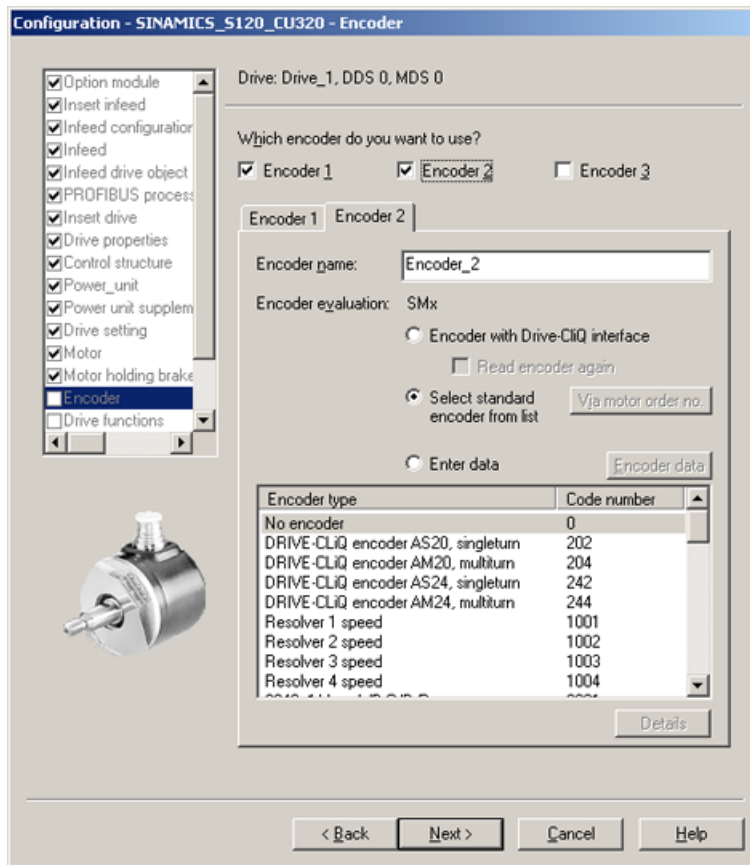 Configuration - SINAMICS_S120_CU320 - Encoder
Option module
Insert infeed
Infeed configuration
Infeed
Infeed drive object
PROFIBUS process
Insert drive
Drive properties
Control structure
Power_unit
Power unit supplem
Drive setting
Motor
Motor holding brake
Encoder
Drive functions
Drive: Drive_1, DDS 0, MDS 0
Which encoder do you want to use?
Encoder 1 Encoder 2 Encoder 3
Encoder 1 Encoder 2
Encoder name: Encoder_2
Encoder evaluation: SMx
Encoder with Drive-CliQ interface
Read encoder again
Select standard encoder from list Via motor order no.
Enter data Encoder data
Encoder type Code number
No encoder 0
DRIVE-CLiQ encoder AS20, singleturn 202
DRIVE-CLiQ encoder AM20, multiturn 204
DRIVE-CLiQ encoder AS24, singleturn 242
DRIVE-CLiQ encoder AM24, multiturn 244
Resolver 1 speed 1001
Resolver 2 speed 1002
Resolver 3 speed 1003
Resolver 4 speed 1004
Details
< Back Next > Cancel Help